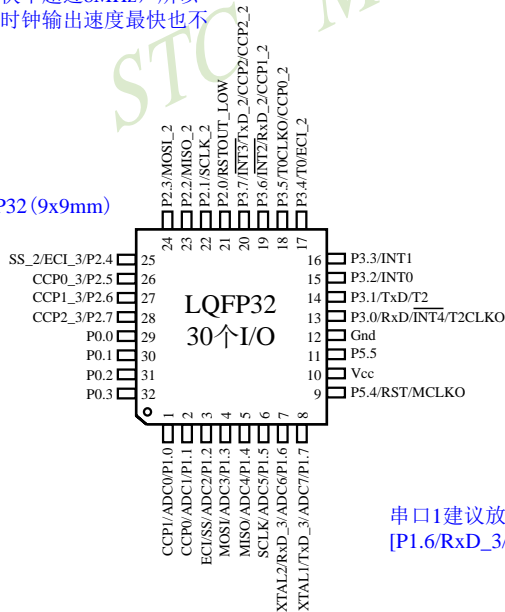 时钟输出速度最快也不
STC M
P32(9x9mm)
P2.3/MOSI_2
P2.2/MISO_2
P2.1/SCLK_2
P2.0/RSTOUT_LOW
P3.7/INT3/TxD_2/CCP2/CCP2_2
P3.6/INT2/RxD_2/CCP1_2
P3.5/T0CLKO/CCP0_2
P3.4/T0/ECI_2
24 23 22 21 20 19 18 17
SS_2/ECI_3/P2.4 25
CCP0_3/P2.5 26
CCP1_3/P2.6 27
CCP2_3/P2.7 28
P0.0 29
P0.1 30
P0.2 31
P0.3 32
LQFP32
30个I/O
16 P3.3/INT1
15 P3.2/INT0
14 P3.1/TxD/T2
13 P3.0/RxD/INT4/T2CLKO
12 Gnd
11 P5.5
10 Vcc
9 P5.4/RST/MCLKO
1 2 3 4 5 6 7 8
CCP1/ADC0/P1.0
CCP0/ADC1/P1.1
ECI/SS/ADC2/P1.2
MOSI/ADC3/P1.3
MISO/ADC4/P1.4
SCLK/ADC5/P1.5
XTAL2/RxD_3/ADC6/P1.6
XTAL1/TxD_3/ADC7/P1.7
串口1建议放
[P1.6/RxD_3/